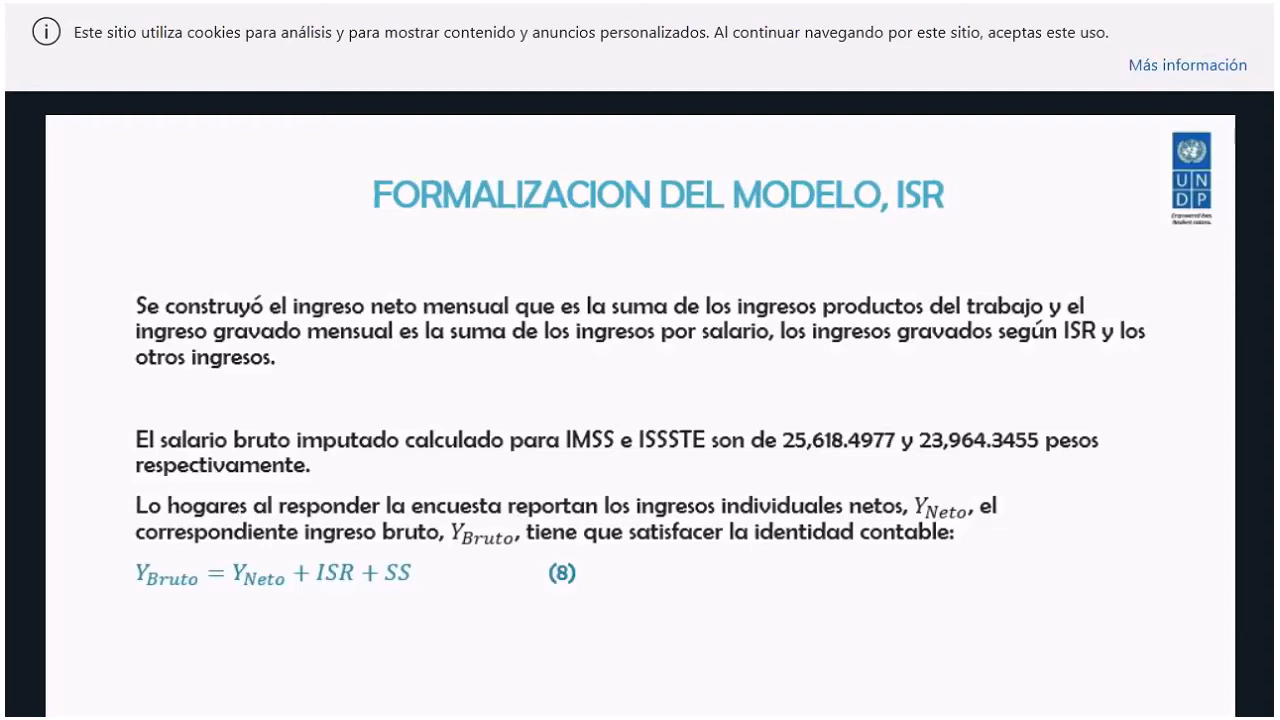 Este sitio utiliza cookies para análisis y para mostrar contenido y anuncios personalizados. Al continuar navegando por este sitio, aceptas este uso.
Más información
U N
D P
Empowered lives.
Resilient nations.
FORMALIZACION DEL MODELO, ISR
Se construyó el ingreso neto mensual que es la suma de los ingresos productos del trabajo y el
ingreso gravado mensual es la suma de los ingresos por salario, los ingresos gravados según ISR y los
otros ingresos.
El salario bruto imputado calculado para IMSS e ISSSTE son de 25,618.4977 y 23,964.3455 pesos
respectivamente.
Lo hogares al responder la encuesta reportan los ingresos individuales netos, Y_Neto, el
correspondiente ingreso bruto, Y_Bruto, tiene que satisfacer la identidad contable:
Y_Bruto = Y_Neto + ISR + SS (8)